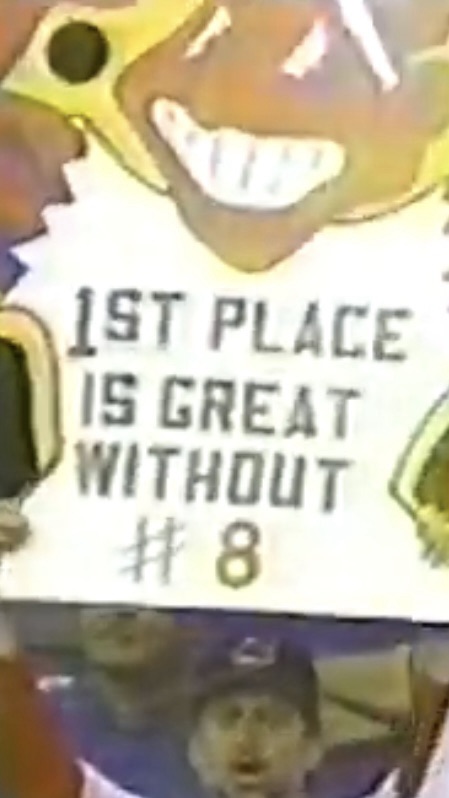 1ST PLACE
IS GREAT
WITHOUT
# 8